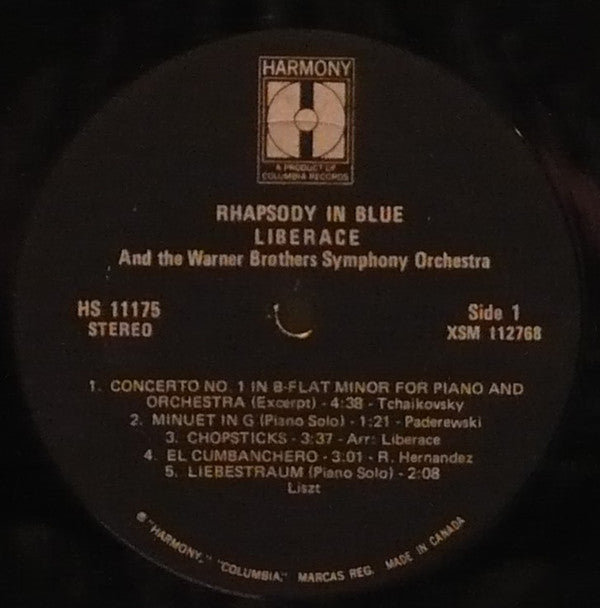 HARMONY
A PRODUCT OF
COLUMBIA RECORDS
RHAPSODY IN BLUE
LIBERACE
And the Warner Brothers Symphony Orchestra
HS 11175
STEREO
Side 1
XSM 112768
1. CONCERTO NO. 1 IN B-FLAT MINOR FOR PIANO AND
ORCHESTRA (Excerpt) - 4:38 - Tchaikovsky
2. MINUET IN G (Piano Solo) - 1:21 - Paderewski
3. CHOPSTICKS - 3:37 - Arr: Liberace
4. EL CUMBANCHERO - 3:01 - R. Hernandez
5. LIEBESTRAUM (Piano Solo) - 2:08
Liszt
® "HARMONY," "COLUMBIA," MARCAS REG. MADE IN CANADA